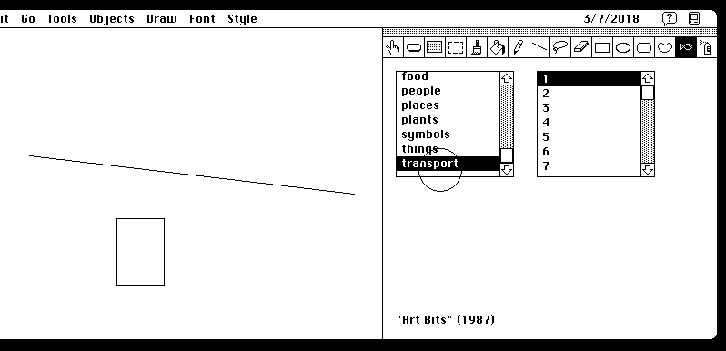 it Go Tools Objects Draw Font Style 3/7/2018 ?
food
people
places
plants
symbols
things
transport
1
2
3
4
5
6
7
"Art Bits" (1987)